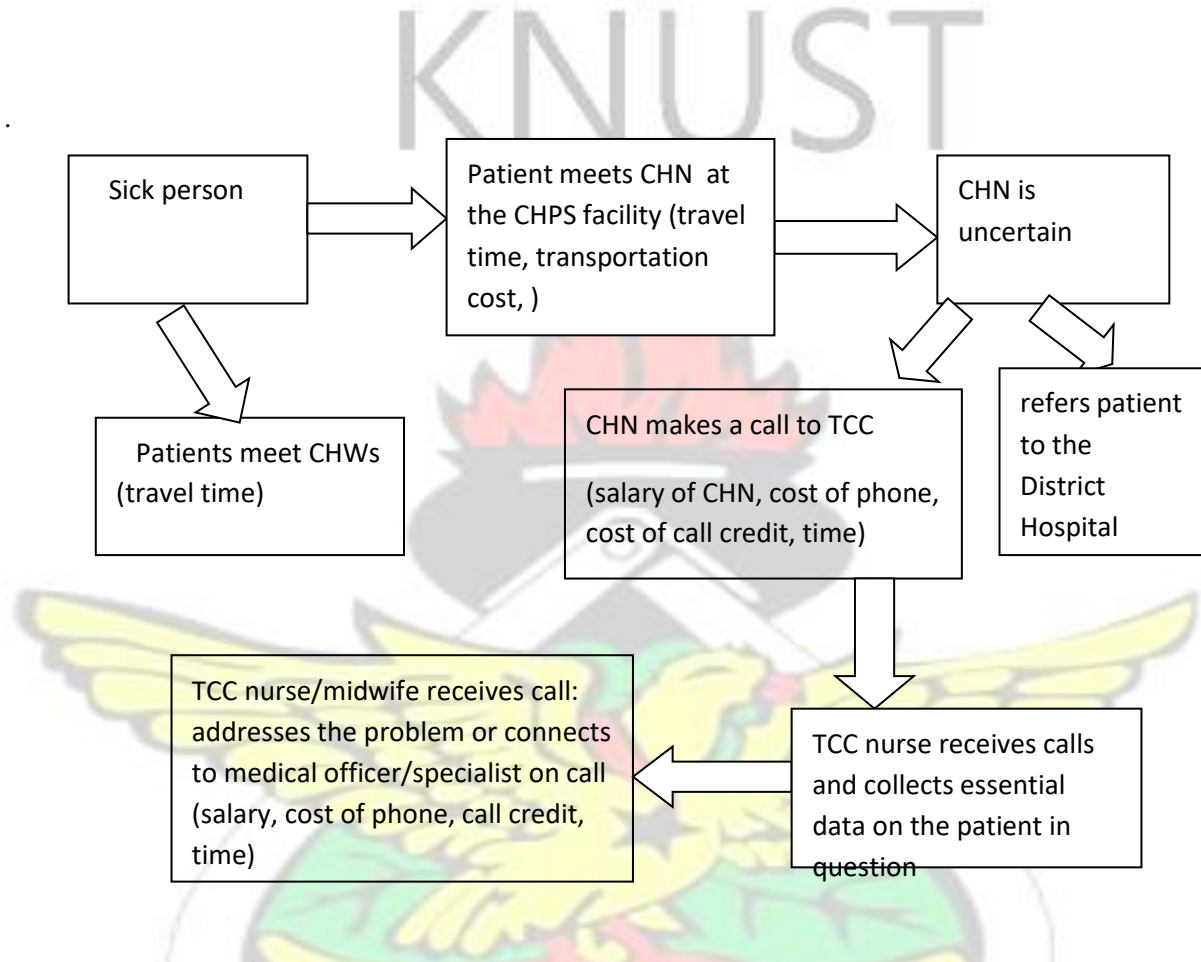 KNUST
.
Sick person
Patient meets CHN at
the CHPS facility (travel
time, transportation
cost, )
CHN is
uncertain
Patients meet CHWs
(travel time)
CHN makes a call to TCC
(salary of CHN, cost of phone,
cost of call credit, time)
refers patient
to the
District
Hospital
TCC nurse/midwife receives call:
addresses the problem or connects
to medical officer/specialist on call
(salary, cost of phone, call credit,
time)
TCC nurse receives calls
and collects essential
data on the patient in
question